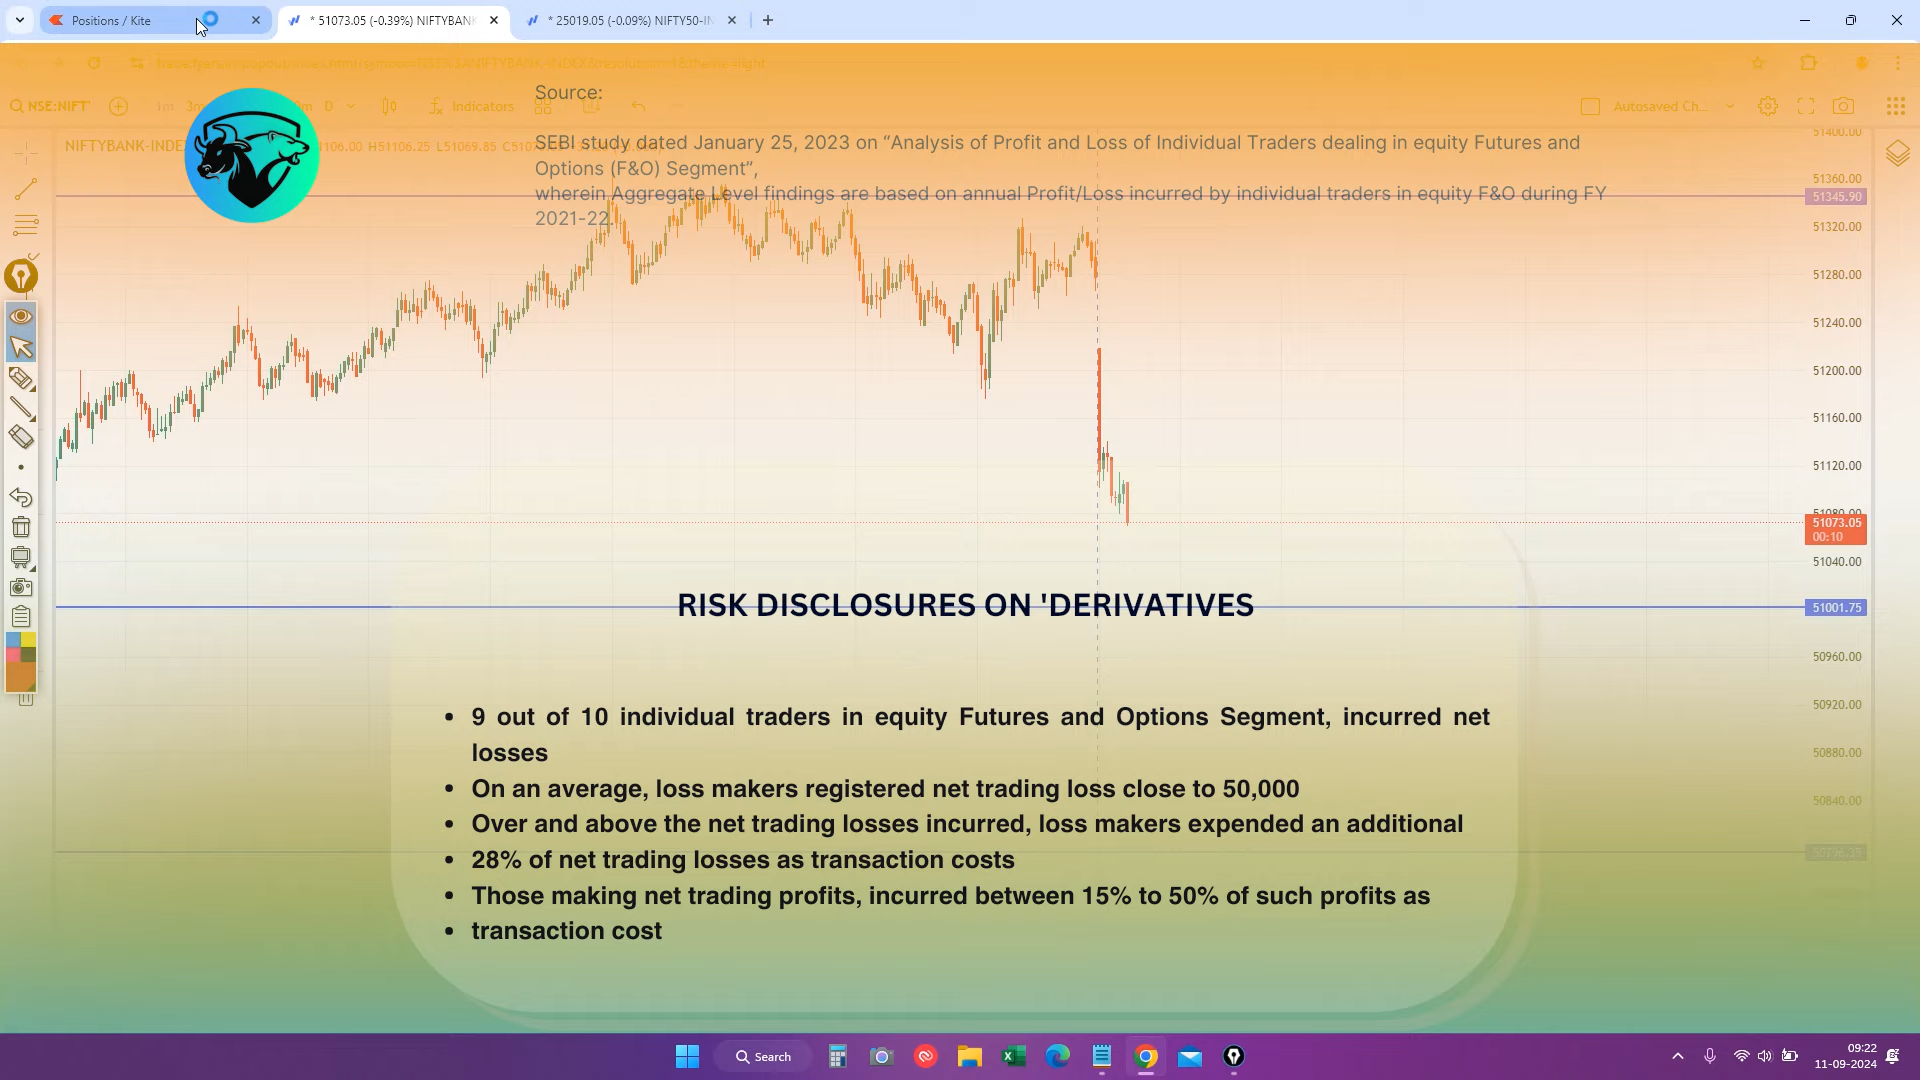 Positions / Kite
* 51073.05 (-0.39%) NIFTYBANK
* 25019.05 (-0.09%) NIFTY50-IN
NSE:NIFT
1m
D
Indicators
Autosaved Ch...
Source:
SEBI study dated January 25, 2023 on “Analysis of Profit and Loss of Individual Traders dealing in equity Futures and
Options (F&O) Segment”,
wherein Aggregate Level findings are based on annual Profit/Loss incurred by individual traders in equity F&O during FY
2021-22.
51400.00
51360.00
51345.90
51320.00
51280.00
51240.00
51200.00
51160.00
51120.00
51080.00
51073.05
00:10
51040.00
51001.75
50960.00
50920.00
50880.00
50840.00
RISK DISCLOSURES ON 'DERIVATIVES
• 9 out of 10 individual traders in equity Futures and Options Segment, incurred net
losses
• On an average, loss makers registered net trading loss close to 50,000
• Over and above the net trading losses incurred, loss makers expended an additional
• 28% of net trading losses as transaction costs
• Those making net trading profits, incurred between 15% to 50% of such profits as
• transaction cost
Search
09:22
11-09-2024